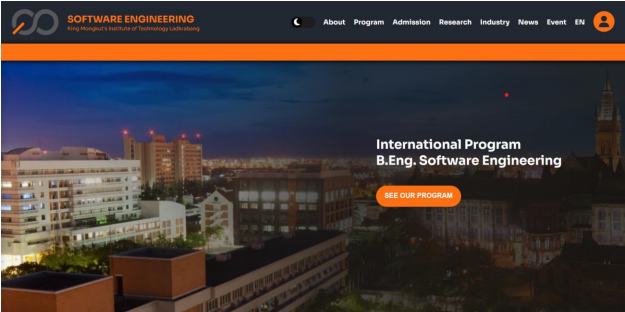 SOFTWARE ENGINEERING
King Mongkut's Institute of Technology Ladkrabang
About Program Admission Research Industry News Event EN
International Program
B.Eng. Software Engineering
SEE OUR PROGRAM